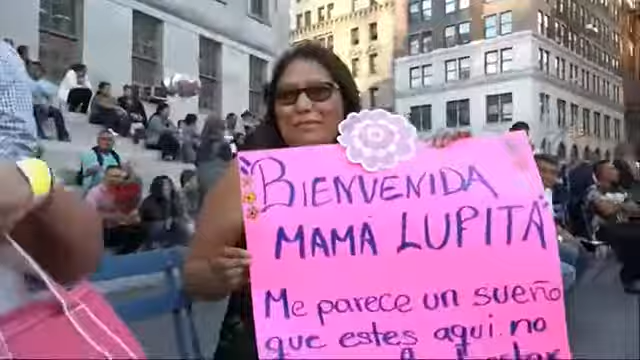 BIENVENIDA
MAMÁ LUPITA
Me parece un sueño
que estes aqui. no